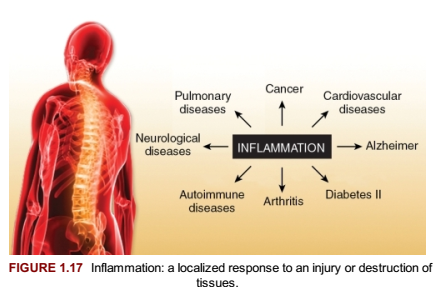 Cancer
Pulmonary
diseases
Cardiovascular
diseases
Neurological
diseases
INFLAMMATION
Alzheimer
Autoimmune
diseases
Arthritis
Diabetes II
FIGURE 1.17 Inflammation: a localized response to an injury or destruction of
tissues.